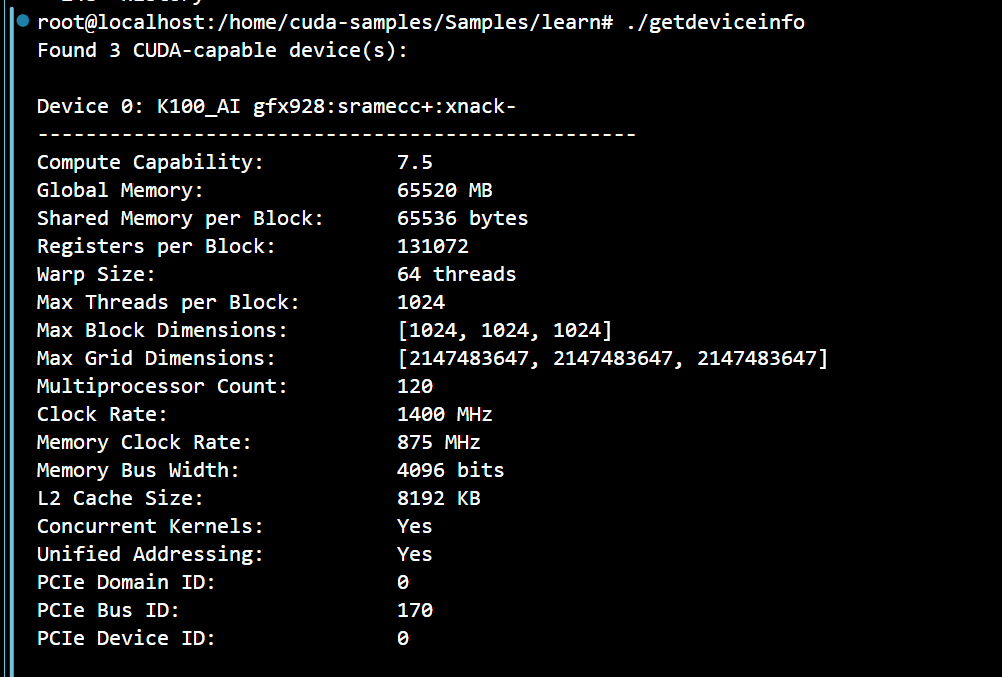 root@localhost:/home/cuda-samples/Samples/learn# ./getdeviceinfo
Found 3 CUDA-capable device(s):
Device 0: K100_AI gfx928:sramecc+:xnack-
--------------------------------------------------
Compute Capability: 7.5
Global Memory: 65520 MB
Shared Memory per Block: 65536 bytes
Registers per Block: 131072
Warp Size: 64 threads
Max Threads per Block: 1024
Max Block Dimensions: [1024, 1024, 1024]
Max Grid Dimensions: [2147483647, 2147483647, 2147483647]
Multiprocessor Count: 120
Clock Rate: 1400 MHz
Memory Clock Rate: 875 MHz
Memory Bus Width: 4096 bits
L2 Cache Size: 8192 KB
Concurrent Kernels: Yes
Unified Addressing: Yes
PCIe Domain ID: 0
PCIe Bus ID: 170
PCIe Device ID: 0